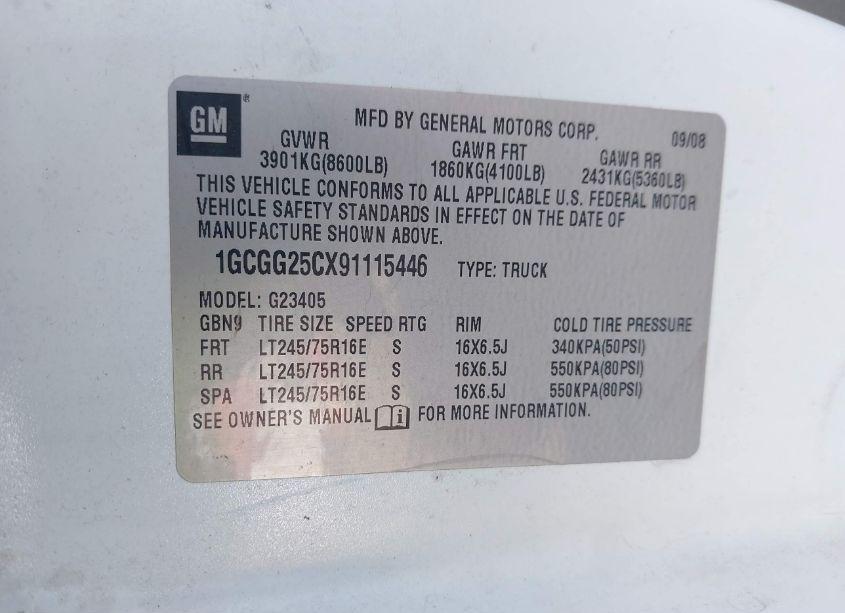 GM
MFD BY GENERAL MOTORS CORP. 09/08
GVWR GAWR FRT GAWR RR
3901KG(8600LB) 1860KG(4100LB) 2431KG(5360LB)
THIS VEHICLE CONFORMS TO ALL APPLICABLE U.S. FEDERAL MOTOR
VEHICLE SAFETY STANDARDS IN EFFECT ON THE DATE OF
MANUFACTURE SHOWN ABOVE.
1GCGG25CX91115446 TYPE: TRUCK
MODEL: G23405
GBN9 TIRE SIZE SPEED RTG RIM COLD TIRE PRESSURE
FRT LT245/75R16E S 16X6.5J 340KPA(50PSI)
RR LT245/75R16E S 16X6.5J 550KPA(80PSI)
SPA LT245/75R16E S 16X6.5J 550KPA(80PSI)
SEE OWNER'S MANUAL FOR MORE INFORMATION.